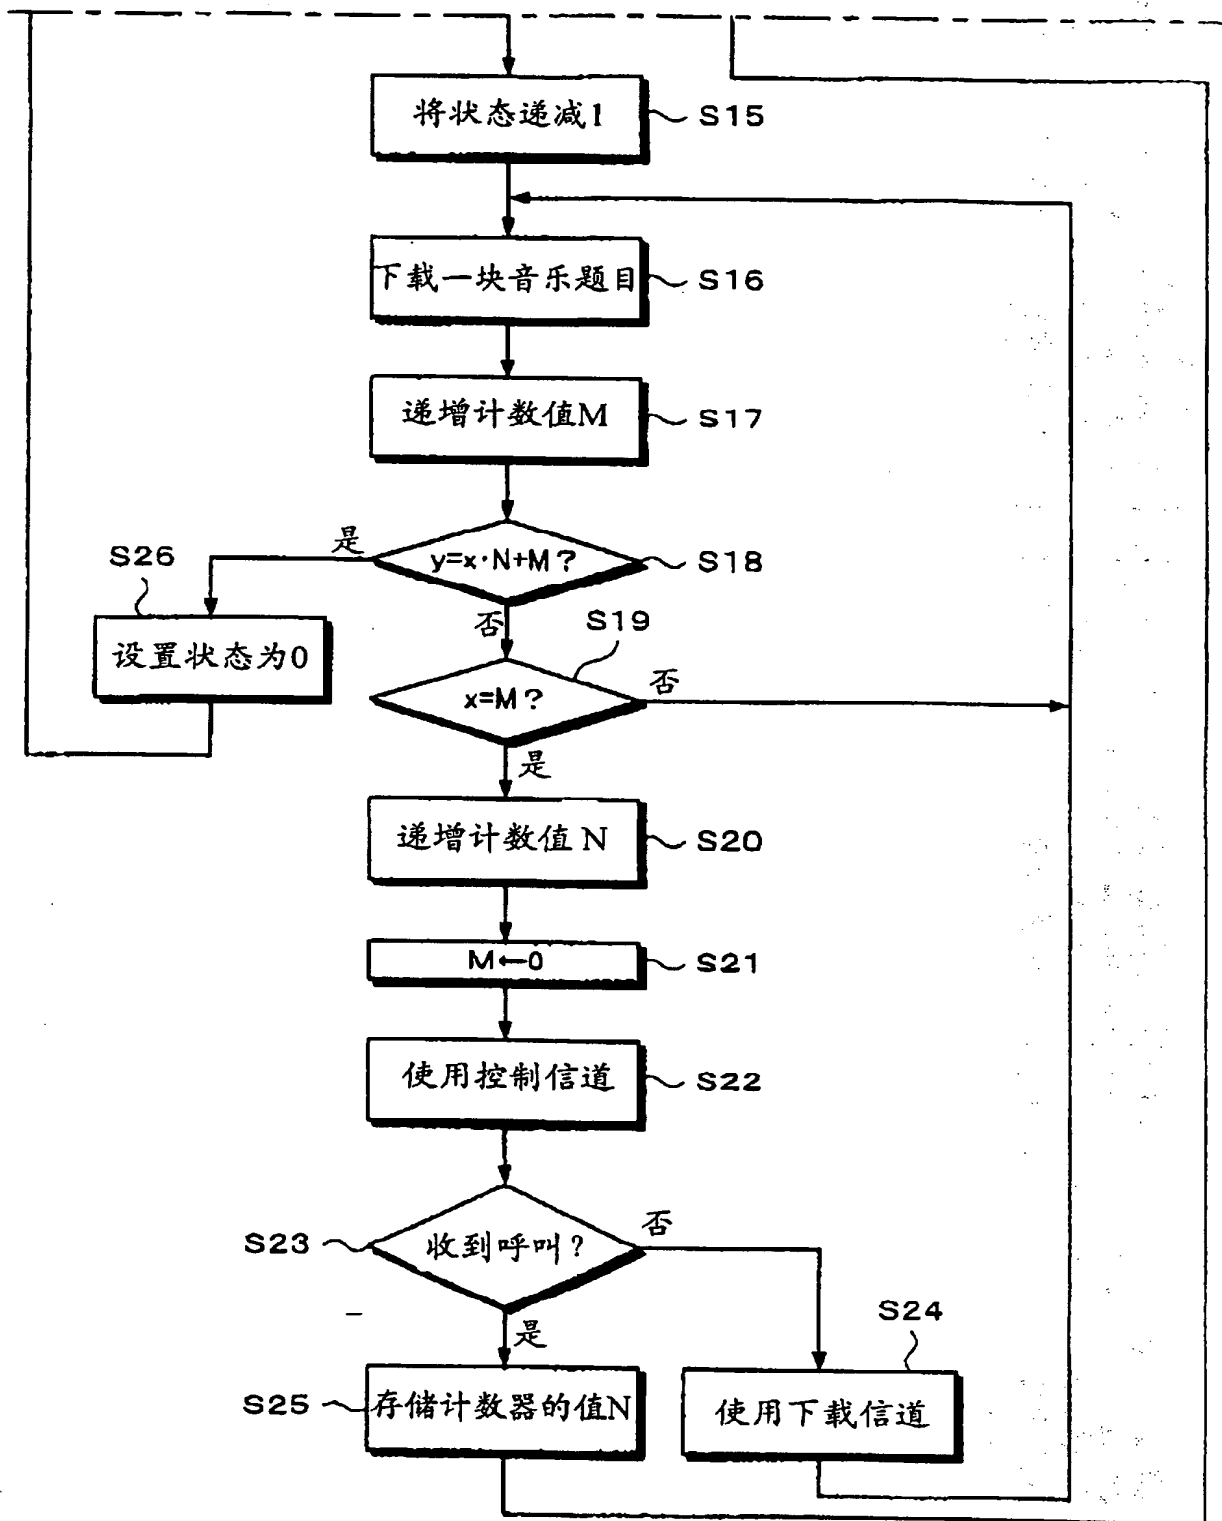 将状态递减1
S15
下载一块音乐题目
S16
递增计数值M
S17
是
y=x·N+M?
S18
S26
设置状态为0
否
S19
x=M?
否
是
递增计数值 N
S20
M←0
S21
使用控制信道
S22
S23
收到呼叫?
否
是
S24
S25
存储计数器的值N
使用下载信道